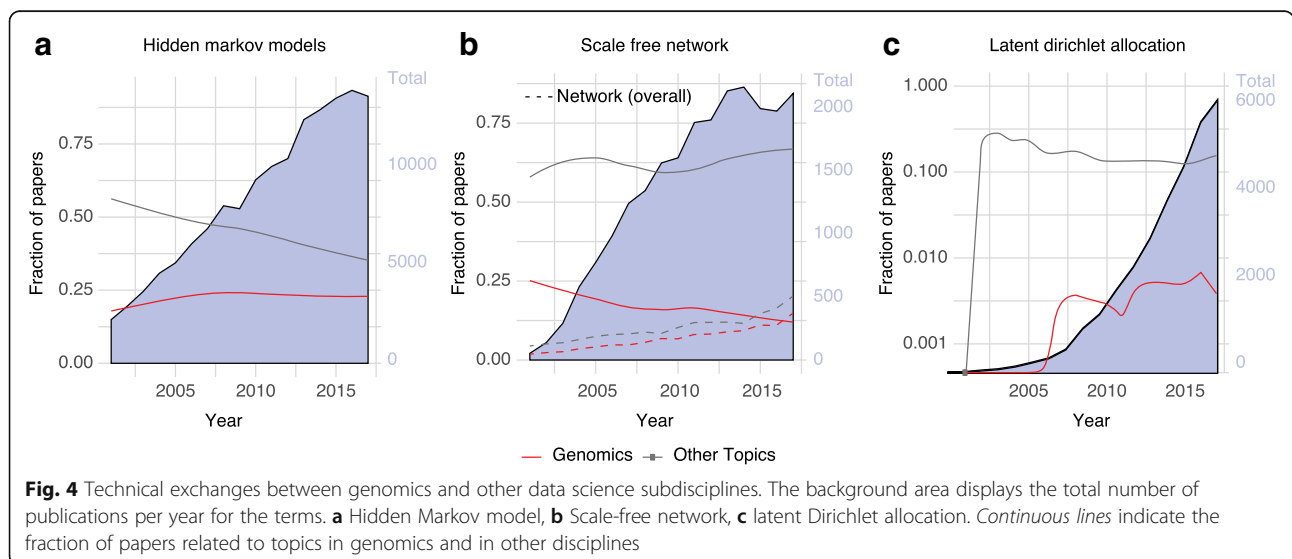 a
Hidden markov models
Total
0.75
0.50
0.25
0.00
10000
5000
0
Fraction of papers
2005 2010 2015
Year
b
Scale free network
Total
Network (overall)
0.75
0.50
0.25
0.00
2000
1500
1000
500
0
Fraction of papers
2005 2010 2015
Year
c
Latent dirichlet allocation
Total
1.000
0.100
0.010
0.001
6000
4000
2000
0
Fraction of papers
2005 2010 2015
Year
Genomics Other Topics
Fig. 4 Technical exchanges between genomics and other data science subdisciplines. The background area displays the total number of
publications per year for the terms. a Hidden Markov model, b Scale-free network, c latent Dirichlet allocation. Continuous lines indicate the
fraction of papers related to topics in genomics and in other disciplines